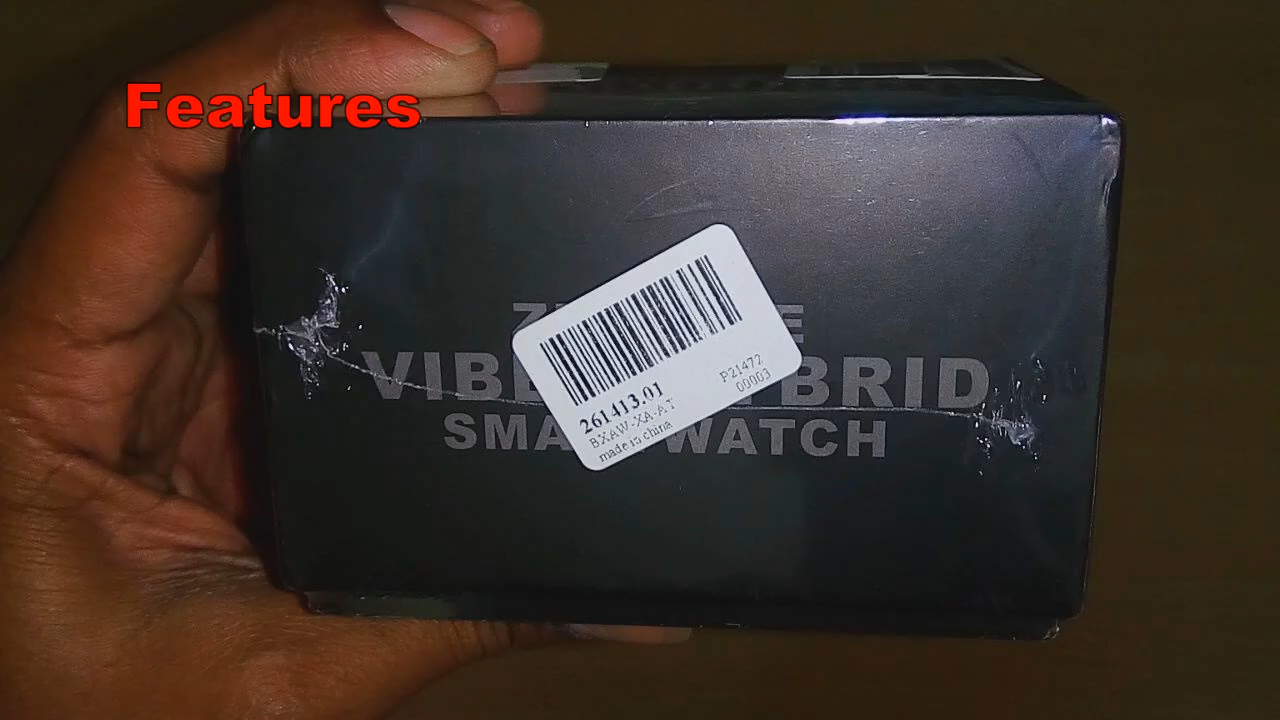 Features
SMA WATCH
261413.01
BXAW-XA-AT
made in china
P21472
00003